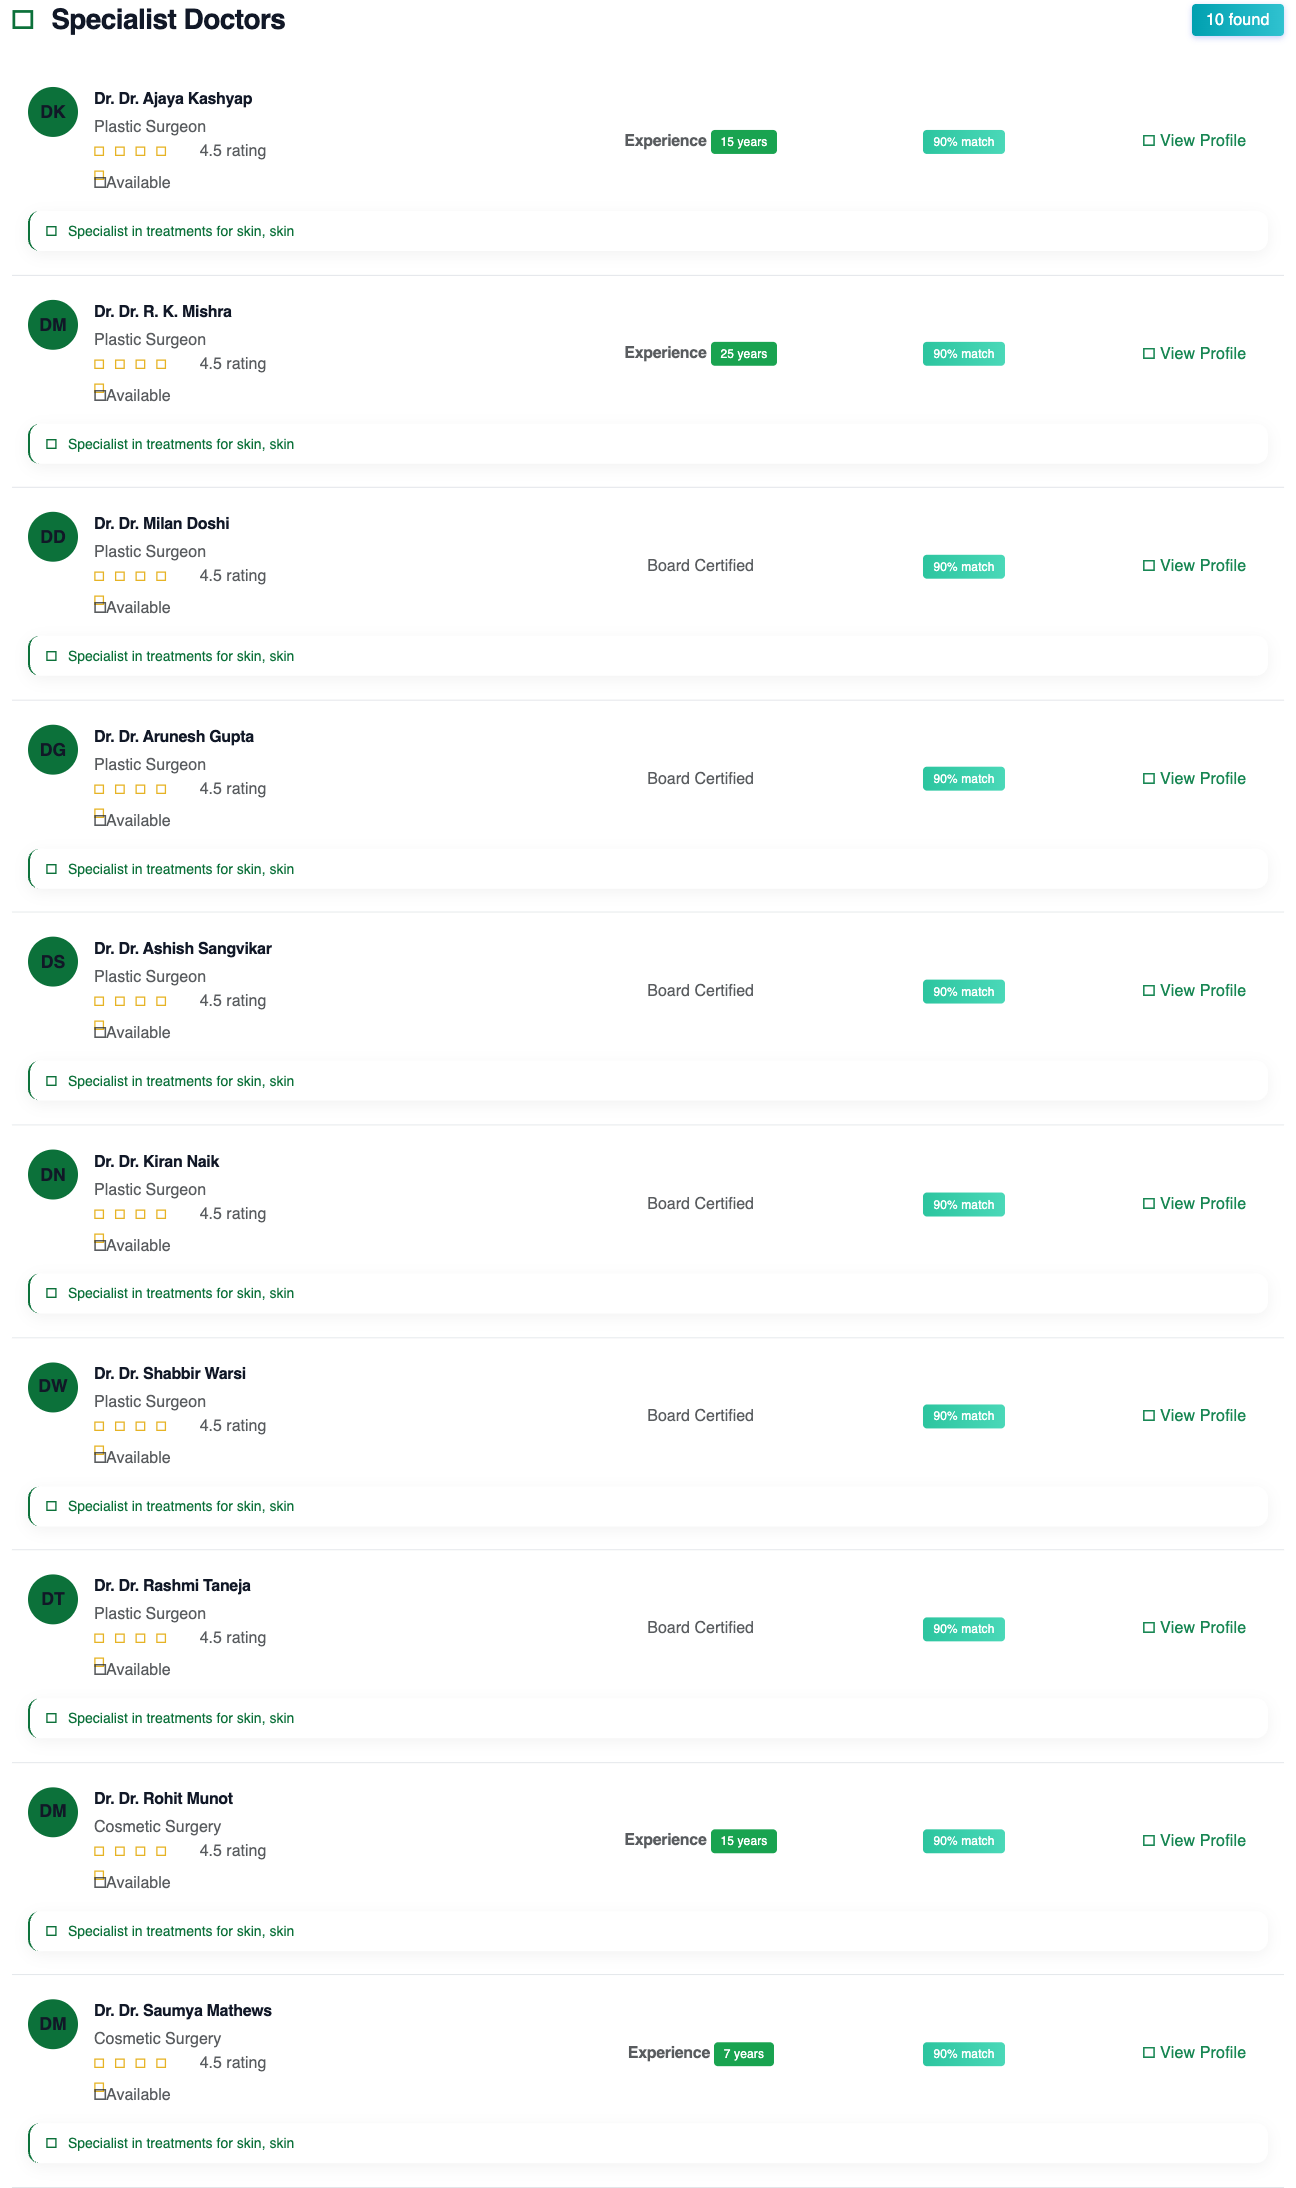 Specialist Doctors
10 found
DK
Dr. Dr. Ajaya Kashyap
Plastic Surgeon
4.5 rating
Available
Experience 15 years
90% match
View Profile
Specialist in treatments for skin, skin
DM
Dr. Dr. R. K. Mishra
Plastic Surgeon
4.5 rating
Available
Experience 25 years
90% match
View Profile
Specialist in treatments for skin, skin
DD
Dr. Dr. Milan Doshi
Plastic Surgeon
4.5 rating
Available
Board Certified
90% match
View Profile
Specialist in treatments for skin, skin
DG
Dr. Dr. Arunesh Gupta
Plastic Surgeon
4.5 rating
Available
Board Certified
90% match
View Profile
Specialist in treatments for skin, skin
DS
Dr. Dr. Ashish Sangvikar
Plastic Surgeon
4.5 rating
Available
Board Certified
90% match
View Profile
Specialist in treatments for skin, skin
DN
Dr. Dr. Kiran Naik
Plastic Surgeon
4.5 rating
Available
Board Certified
90% match
View Profile
Specialist in treatments for skin, skin
DW
Dr. Dr. Shabbir Warsi
Plastic Surgeon
4.5 rating
Available
Board Certified
90% match
View Profile
Specialist in treatments for skin, skin
DT
Dr. Dr. Rashmi Taneja
Plastic Surgeon
4.5 rating
Available
Board Certified
90% match
View Profile
Specialist in treatments for skin, skin
DM
Dr. Dr. Rohit Munot
Cosmetic Surgery
4.5 rating
Available
Experience 15 years
90% match
View Profile
Specialist in treatments for skin, skin
DM
Dr. Dr. Saumya Mathews
Cosmetic Surgery
4.5 rating
Available
Experience 7 years
90% match
View Profile
Specialist in treatments for skin, skin